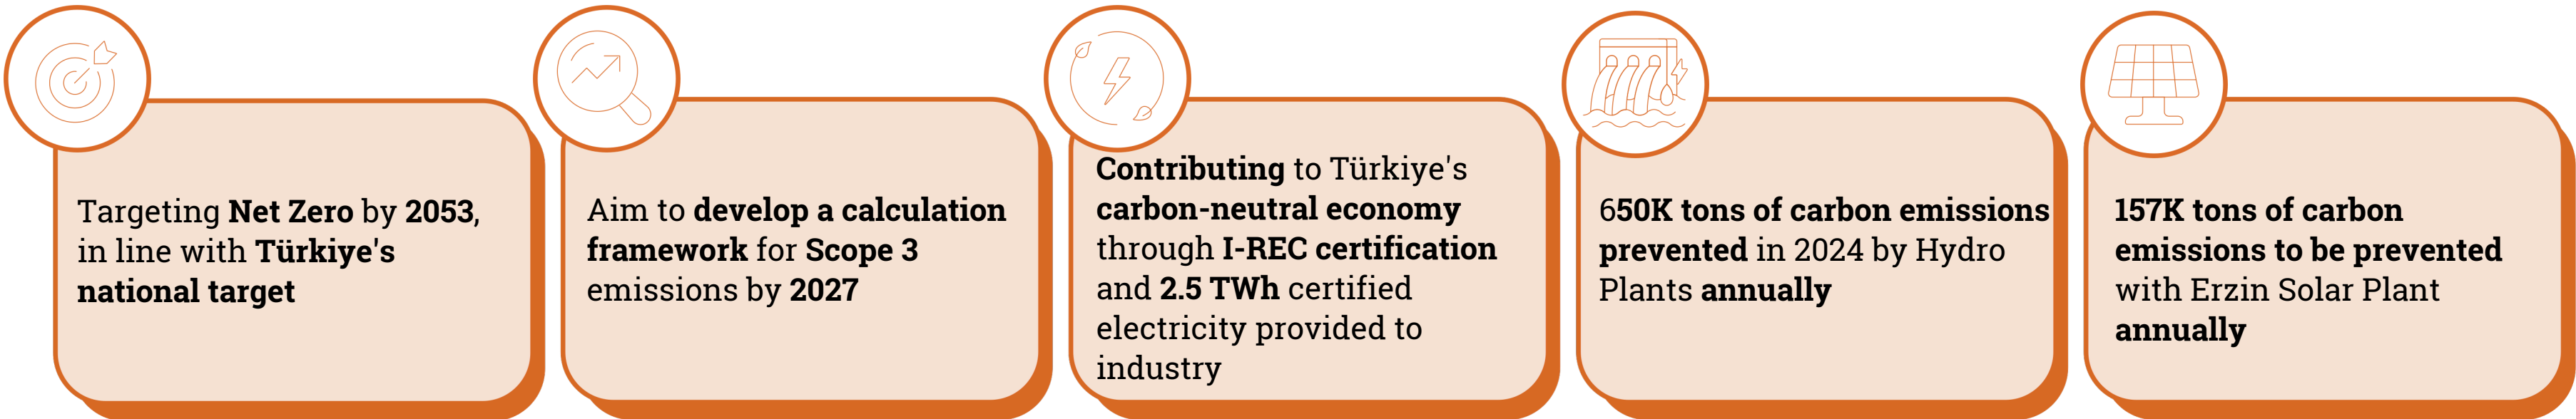 Targeting Net Zero by 2053,
in line with Türkiye's
national target
Aim to develop a calculation
framework for Scope 3
emissions by 2027
Contributing to Türkiye's
carbon-neutral economy
through I-REC certification
and 2.5 TWh certified
electricity provided to
industry
650K tons of carbon emissions
prevented in 2024 by Hydro
Plants annually
157K tons of carbon
emissions to be prevented
with Erzin Solar Plant
annually